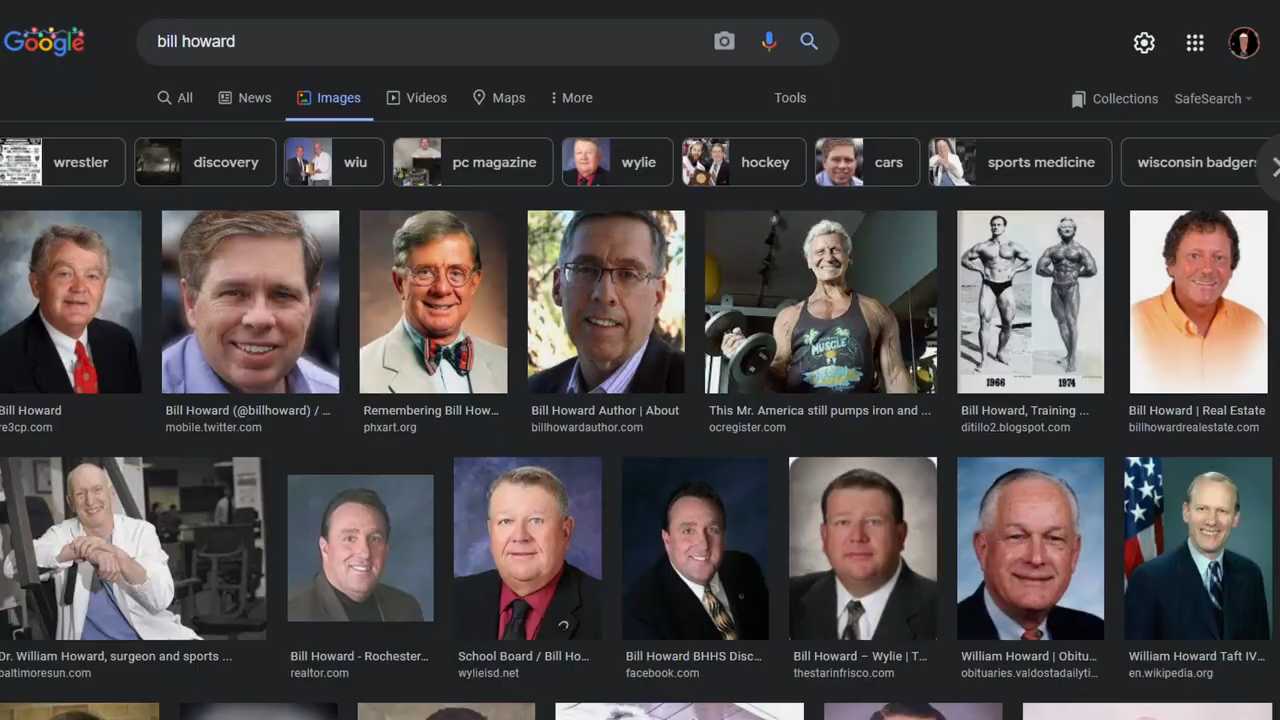 Google
bill howard
All
News
Images
Videos
Maps
More
Tools
Collections
SafeSearch
wrestler
discovery
wiu
pc magazine
wylie
hockey
cars
sports medicine
wisconsin badgers
MUSCLE
1966
1974
Bill Howard
re3cp.com
Bill Howard (@billhoward) / ...
mobile.twitter.com
Remembering Bill How...
phxart.org
Bill Howard Author | About
billhowardauthor.com
This Mr. America still pumps iron and ...
ocregister.com
Bill Howard, Training ...
ditillo2.blogspot.com
Bill Howard | Real Estate
billhowardrealestate.com
Dr. William Howard, surgeon and sports ...
baltimoresun.com
Bill Howard - Rochester...
realtor.com
School Board / Bill Ho...
wylieisd.net
Bill Howard BHHS Disc...
facebook.com
Bill Howard – Wylie | T...
thestarinfrisco.com
William Howard | Obitu...
obituaries.valdostadailyti...
William Howard Taft IV...
en.wikipedia.org